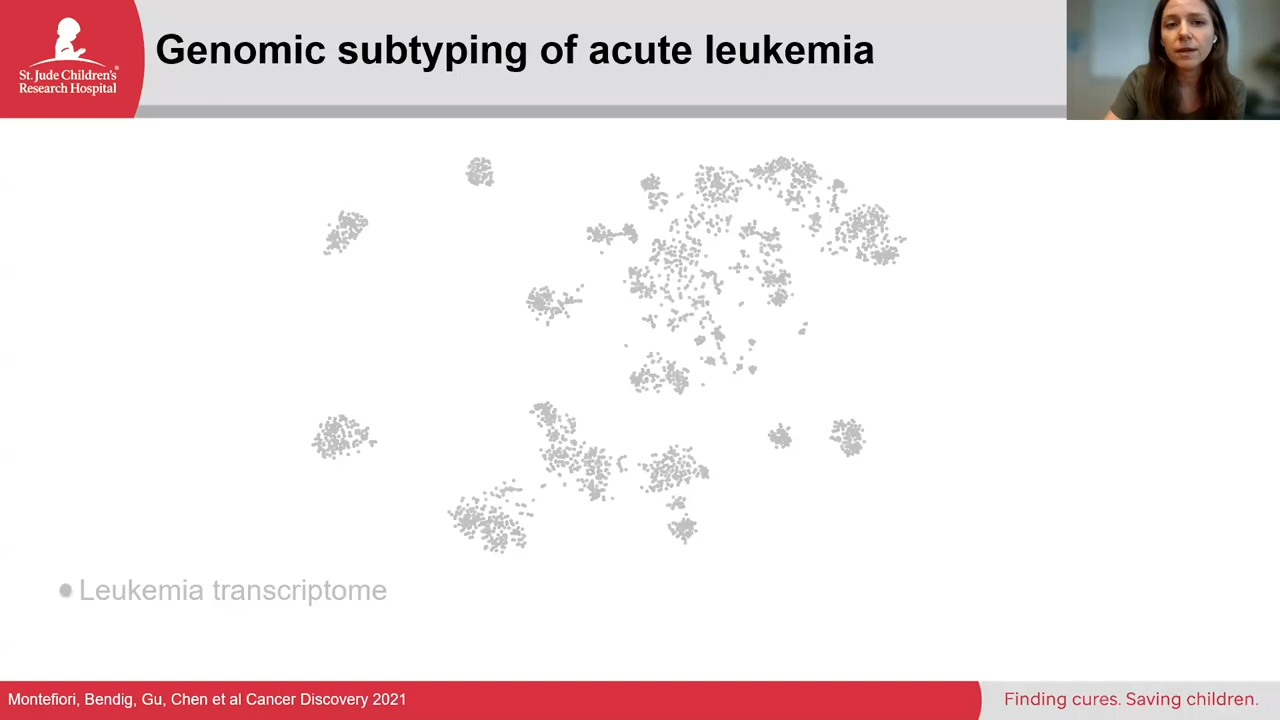 Genomic subtyping of acute leukemia
St. Jude Children's
Research Hospital
Leukemia transcriptome
Montefiori, Bendig, Gu, Chen et al Cancer Discovery 2021
Finding cures. Saving children.